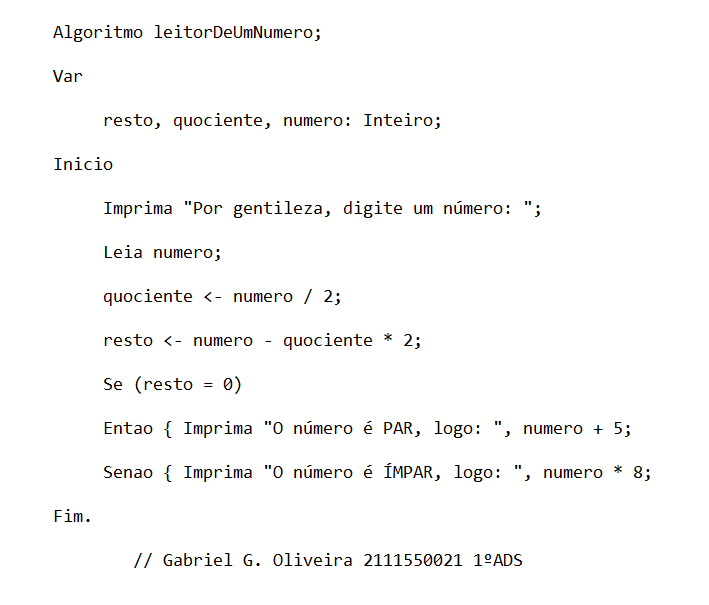 Algoritmo leitorDeUmNumero;
Var
resto, quociente, numero: Inteiro;
Inicio
Imprima "Por gentileza, digite um número: ";
Leia numero;
quociente <- numero / 2;
resto <- numero - quociente * 2;
Se (resto = 0)
Entao { Imprima "O número é PAR, logo: ", numero + 5;
Senao { Imprima "O número é ÍMPAR, logo: ", numero * 8;
Fim.
// Gabriel G. Oliveira 2111550021 1ºADS